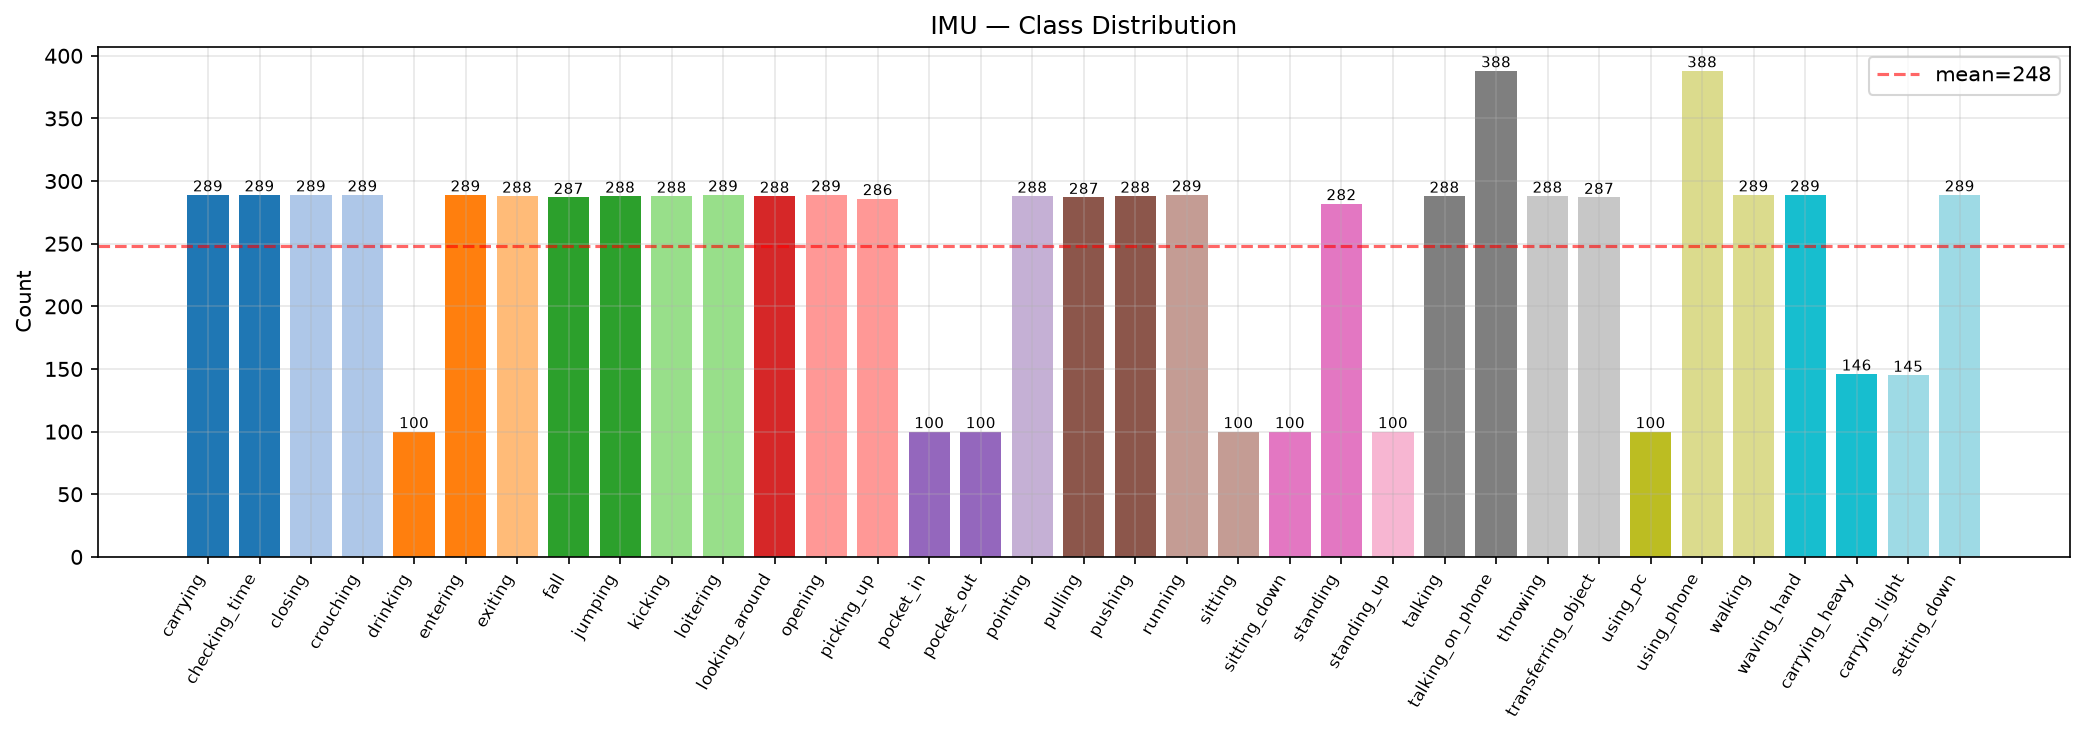 IMU — Class Distribution
400
350
300
250
200
150
100
50
0
Count
mean=248
289
289
289
289
100
289
288
287
288
288
289
288
289
286
100
100
288
287
288
289
100
100
282
100
288
388
288
287
100
388
289
289
146
145
289
carrying
checking_time
closing
crouching
drinking
entering
exiting
fall
jumping
kicking
loitering
looking_around
opening
picking_up
pocket_in
pocket_out
pointing
pulling
pushing
running
sitting
sitting_down
standing
standing_up
talking
talking_on_phone
throwing
transferring_object
using_pc
using_phone
walking
waving_hand
carrying_heavy
carrying_light
setting_down